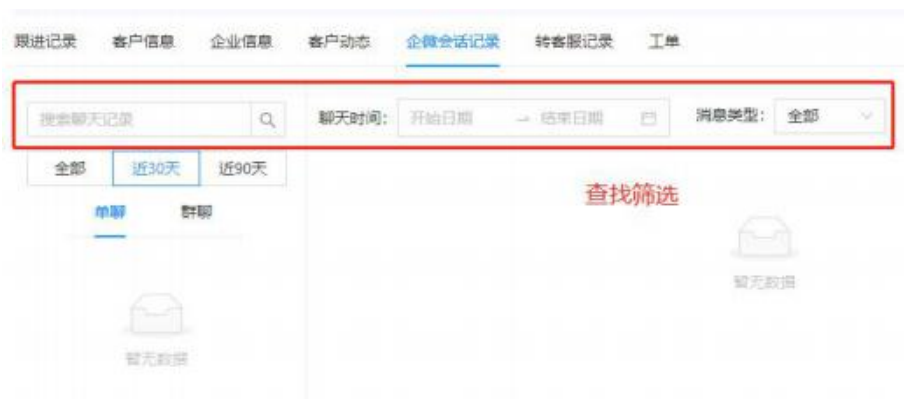 跟进记录 客户信息 企业信息 客户动态 企微会话记录 转客服记录 工单
搜索聊天记录 聊天时间: 开始日期 → 结束日期 消息类型: 全部
全部 近30天 近90天
查找筛选
单聊 群聊
暂无数据
暂无数据